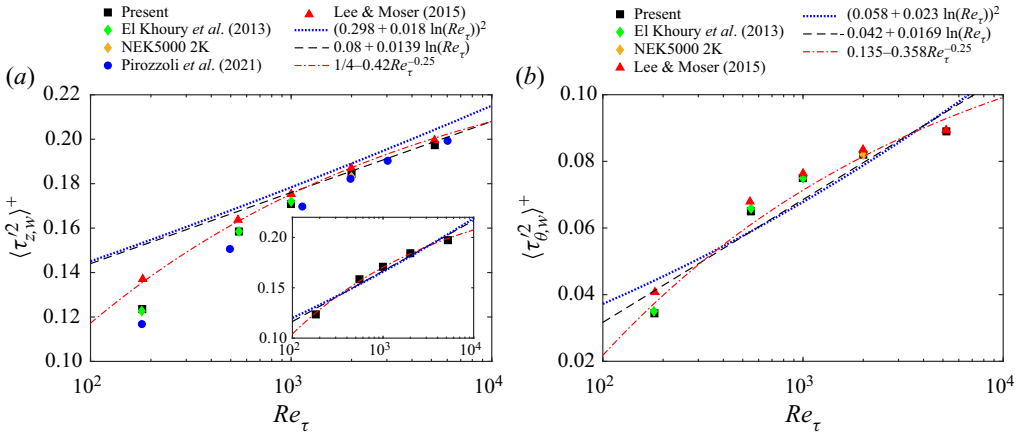 Present
El Khoury et al. (2013)
NEK5000 2K
Pirozzoli et al. (2021)
Lee & Moser (2015)
(0.298 + 0.018 ln(Reτ))²
0.08 + 0.0139 ln(Reτ)
1/4–0.42Reτ^−0.25
(a)
⟨τ′²z,w⟩⁺
0.22
0.20
0.18
0.16
0.14
0.12
0.10
10²
10³
10⁴
Reτ
0.20
0.15
0.10
10²
10³
10⁴
Present
El Khoury et al. (2013)
NEK5000 2K
Lee & Moser (2015)
(0.058 + 0.023 ln(Reτ))²
0.042 + 0.0169 ln(Reτ)
0.135–0.358Reτ^−0.25
(b)
⟨τ′²θ,w⟩⁺
0.10
0.08
0.06
0.04
0.02
10²
10³
10⁴
Reτ